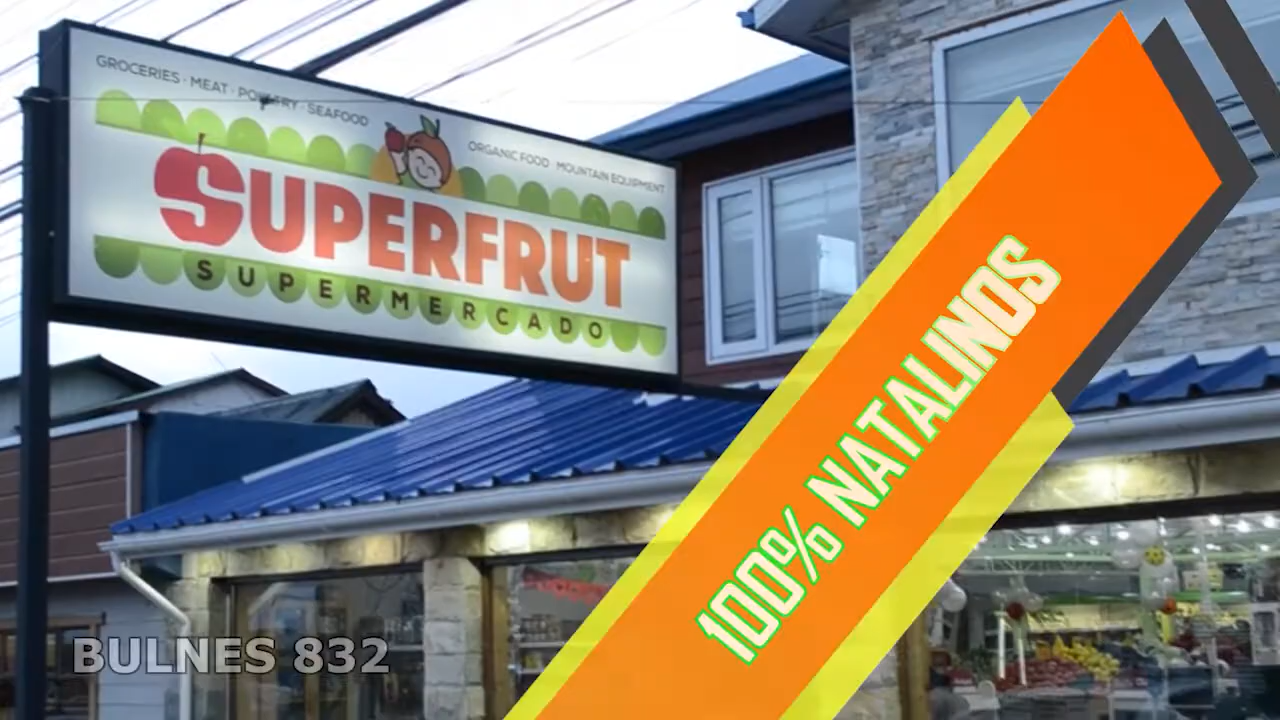 GROCERIES · MEAT · POULTRY · SEAFOOD
ORGANIC FOOD · MOUNTAIN EQUIPMENT
SUPERFRUT
SUPERMERCADO
100% NATALINOS
BULNES 832